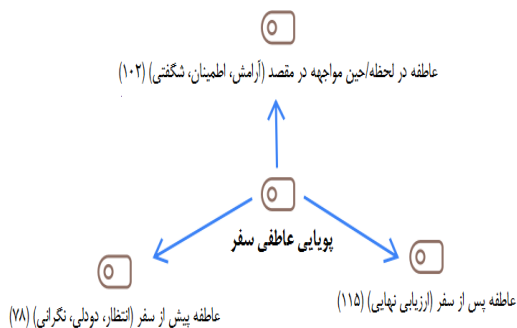 عاطفه در لحظه/حین مواجهه در مقصد (آرامش، اطمینان، شگفتی) (۱۰۲)
پویایی عاطفی سفر
عاطفه پس از سفر (ارزیابی نهایی) (۱۱۵)
عاطفه پیش از سفر (انتظار، دودلی، نگرانی) (۷۸)